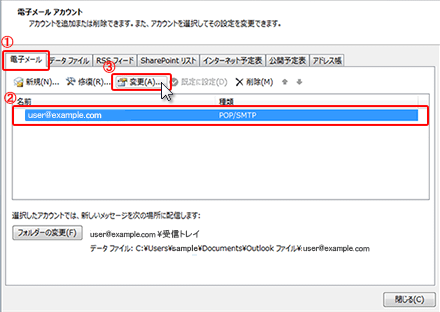 電子メール アカウント
アカウントを追加または削除できます。また、アカウントを選択してその設定を変更できます。
①
電子メール データ ファイル RSS フィード SharePoint リスト インターネット予定表 公開予定表 アドレス帳
③
新規(N)... 修復(R)... 変更(A)... 既定に設定(D) 削除(M)
②
名前 種類
user@example.com POP/SMTP
選択したアカウントでは、新しいメッセージを次の場所に配信します:
フォルダーの変更(F) user@example.com ¥受信トレイ
データ ファイル: C:¥Users¥sample¥Documents¥Outlook ファイル¥user@example.com
閉じる(C)